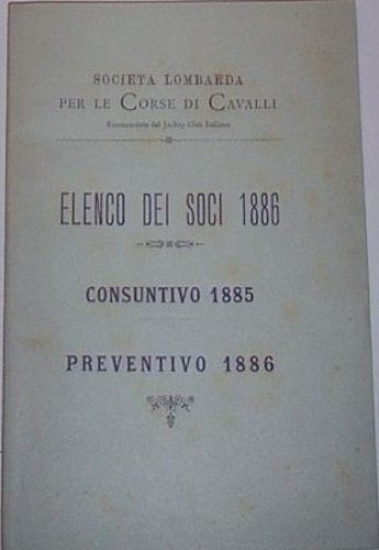 SOCIETA LOMBARDA
PER LE CORSE DI CAVALLI
Riconosciuta dal Jockey Club Italiano
ELENCO DEI SOCI 1886
CONSUNTIVO 1885
PREVENTIVO 1886